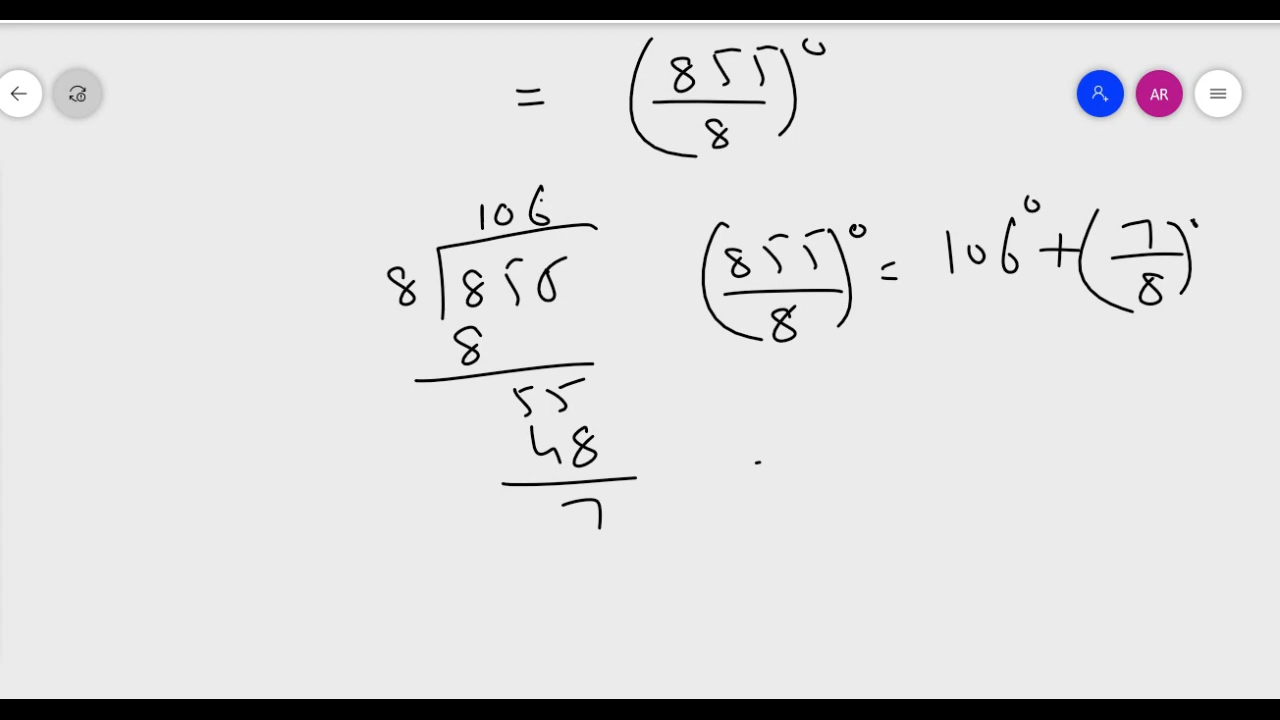 = (855/8)°
106
8 | 855
(855/8)° = 106° + (7/8)°
8
55
48
7
AR